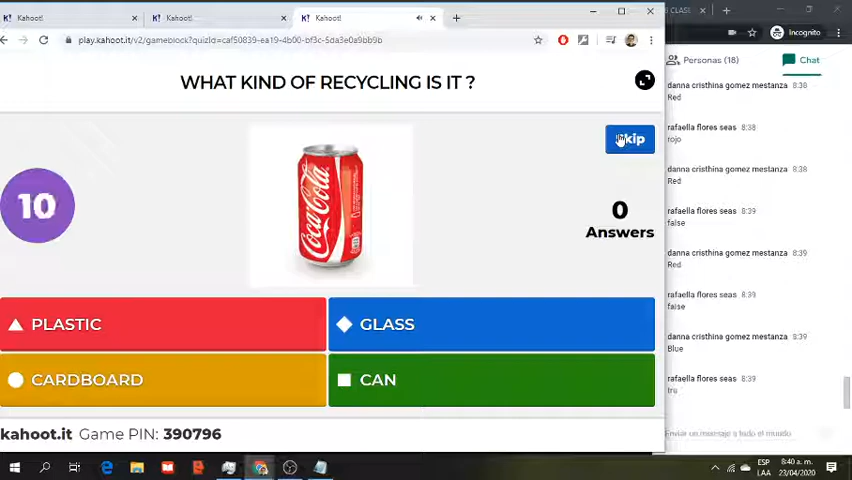 K! Kahoot!
K! Kahoot!
K! Kahoot!
play.kahoot.it/v2/gameblock?quizId=caf50839-ea19-4b00-bf3c-5da3e0a9bb9b
CLASE
Incognito
WHAT KIND OF RECYCLING IS IT ?
Skip
10
Coca-Cola
0
Answers
PLASTIC
GLASS
CARDBOARD
CAN
kahoot.it Game PIN: 390796
Personas (18)
Chat
danna cristhina gomez mestanza 8:38
Red
rafaella flores seas 8:38
rojo
danna cristhina gomez mestanza 8:38
Red
rafaella flores seas 8:39
false
danna cristhina gomez mestanza 8:39
Red
rafaella flores seas 8:39
false
danna cristhina gomez mestanza 8:39
Blue
rafaella flores seas 8:39
tru
Enviar un mensaje a todo el mundo
ESP
LAA
8:40 a. m.
23/04/2020